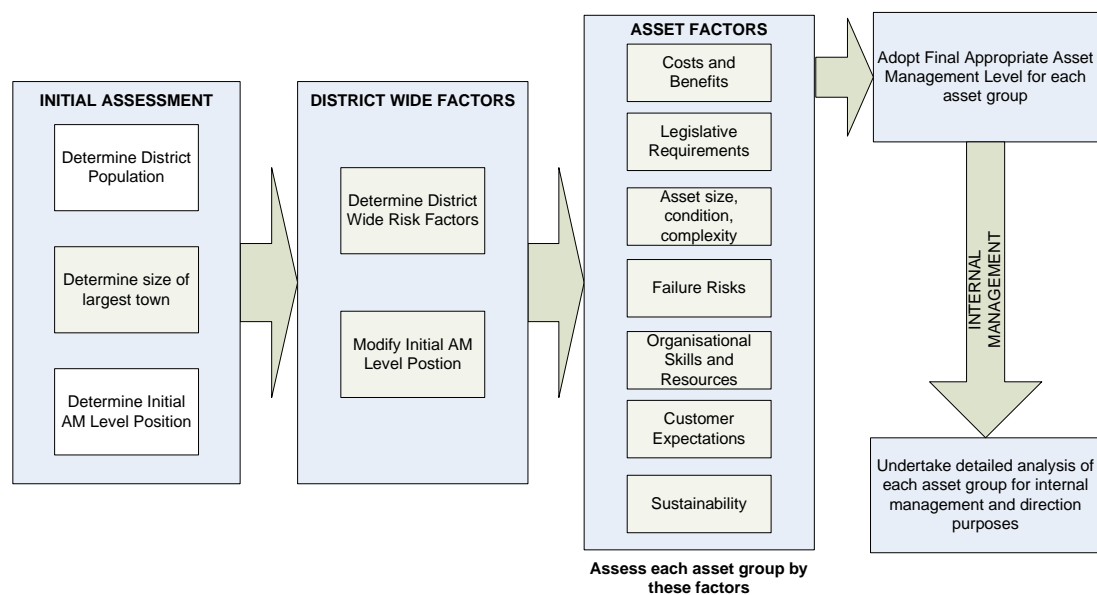 INITIAL ASSESSMENT
Determine District
Population
Determine size of
largest town
Determine Initial
AM Level Position
DISTRICT WIDE FACTORS
Determine District
Wide Risk Factors
Modify Initial AM
Level Postion
ASSET FACTORS
Costs and
Benefits
Legislative
Requirements
Asset size,
condition,
complexity
Failure Risks
Organisational
Skills and
Resources
Customer
Expectations
Sustainability
Assess each asset group by
these factors
Adopt Final Appropriate Asset
Management Level for each
asset group
INTERNAL
MANAGEMENT
Undertake detailed analysis of
each asset group for internal
management and direction
purposes